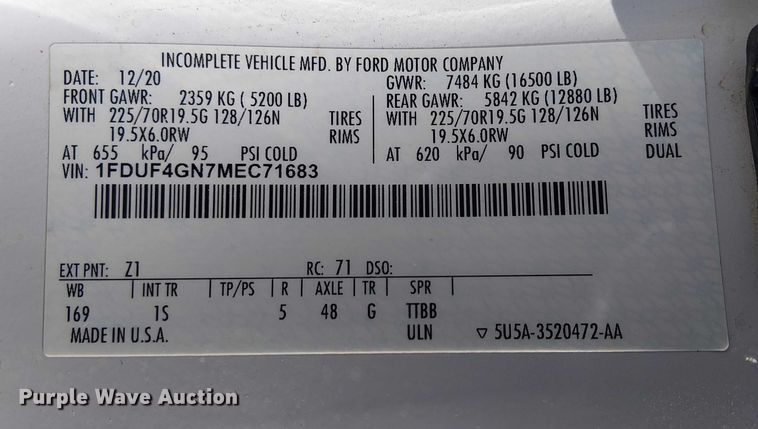 INCOMPLETE VEHICLE MFD. BY FORD MOTOR COMPANY
DATE: 12/20 GVWR: 7484 KG (16500 LB)
FRONT GAWR: 2359 KG ( 5200 LB) REAR GAWR: 5842 KG (12880 LB)
WITH 225/70R19.5G 128/126N TIRES WITH 225/70R19.5G 128/126N TIRES
19.5X6.0RW RIMS 19.5X6.0RW RIMS
AT 655 kPa/ 95 PSI COLD AT 620 kPa/ 90 PSI COLD DUAL
VIN: 1FDUF4GN7MEC71683
EXT PNT: Z1 RC: 71 DSO:
WB INT TR TP/PS R AXLE TR SPR
169 1S 5 48 G TTBB
MADE IN U.S.A. ULN ▽ 5U5A-3520472-AA
Purple Wave Auction